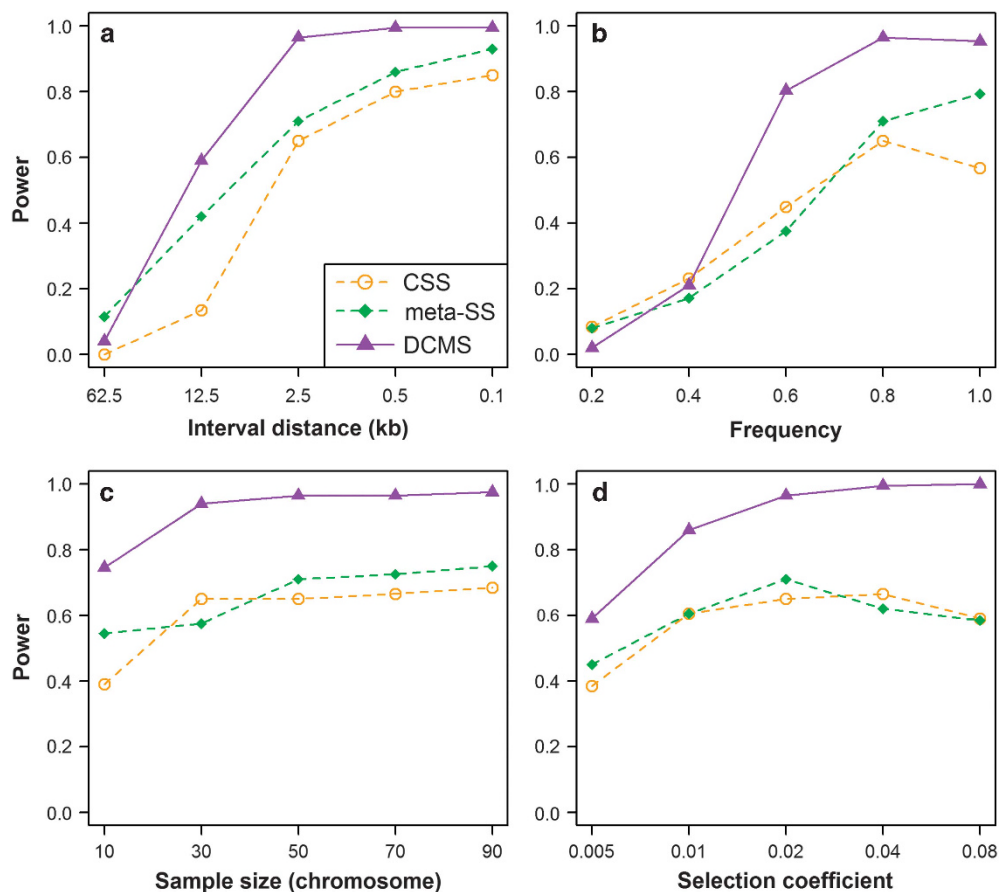 a
1.0
0.8
0.6
0.4
0.2
0.0
Power
62.5 12.5 2.5 0.5 0.1
Interval distance (kb)
CSS
meta-SS
DCMS
b
1.0
0.8
0.6
0.4
0.2
0.0
0.2 0.4 0.6 0.8 1.0
Frequency
c
1.0
0.8
0.6
0.4
0.2
0.0
Power
10 30 50 70 90
Sample size (chromosome)
d
1.0
0.8
0.6
0.4
0.2
0.0
0.005 0.01 0.02 0.04 0.08
Selection coefficient